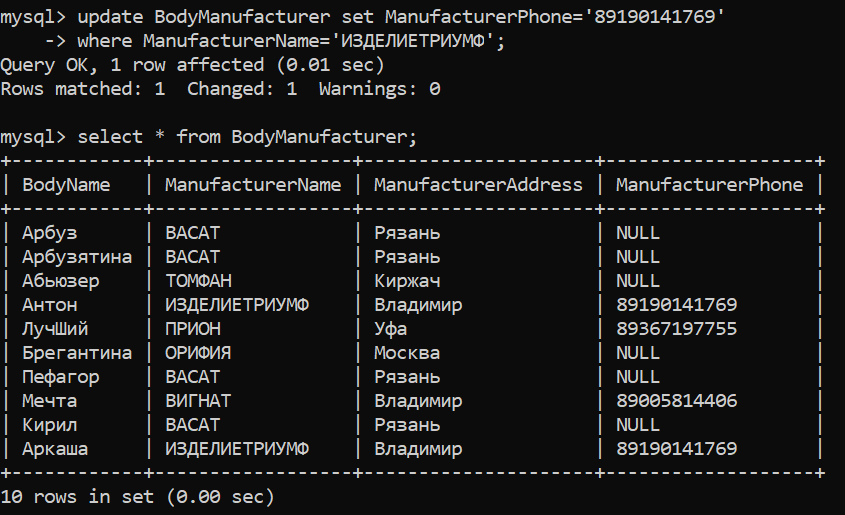 mysql> update BodyManufacturer set ManufacturerPhone='89190141769'
    -> where ManufacturerName='ИЗДЕЛИЕТРИУМФ';
Query OK, 1 row affected (0.01 sec)
Rows matched: 1  Changed: 1  Warnings: 0

mysql> select * from BodyManufacturer;
+------------+------------------+---------------------+-------------------+
| BodyName   | ManufacturerName | ManufacturerAddress | ManufacturerPhone |
+------------+------------------+---------------------+-------------------+
| Арбуз      | ВАСАТ            | Рязань              | NULL              |
| Арбузятина | ВАСАТ            | Рязань              | NULL              |
| Абьюзер    | ТОМФАН           | Киржач              | NULL              |
| Антон      | ИЗДЕЛИЕТРИУМФ    | Владимир            | 89190141769       |
| ЛучШий     | ПРИОН            | Уфа                 | 89367197755       |
| Брегантина | ОРИФИЯ           | Москва              | NULL              |
| Пефагор    | ВАСАТ            | Рязань              | NULL              |
| Мечта      | ВИГНАТ           | Владимир            | 89005814406       |
| Кирил      | ВАСАТ            | Рязань              | NULL              |
| Аркаша     | ИЗДЕЛИЕТРИУМФ    | Владимир            | 89190141769       |
+------------+------------------+---------------------+-------------------+
10 rows in set (0.00 sec)